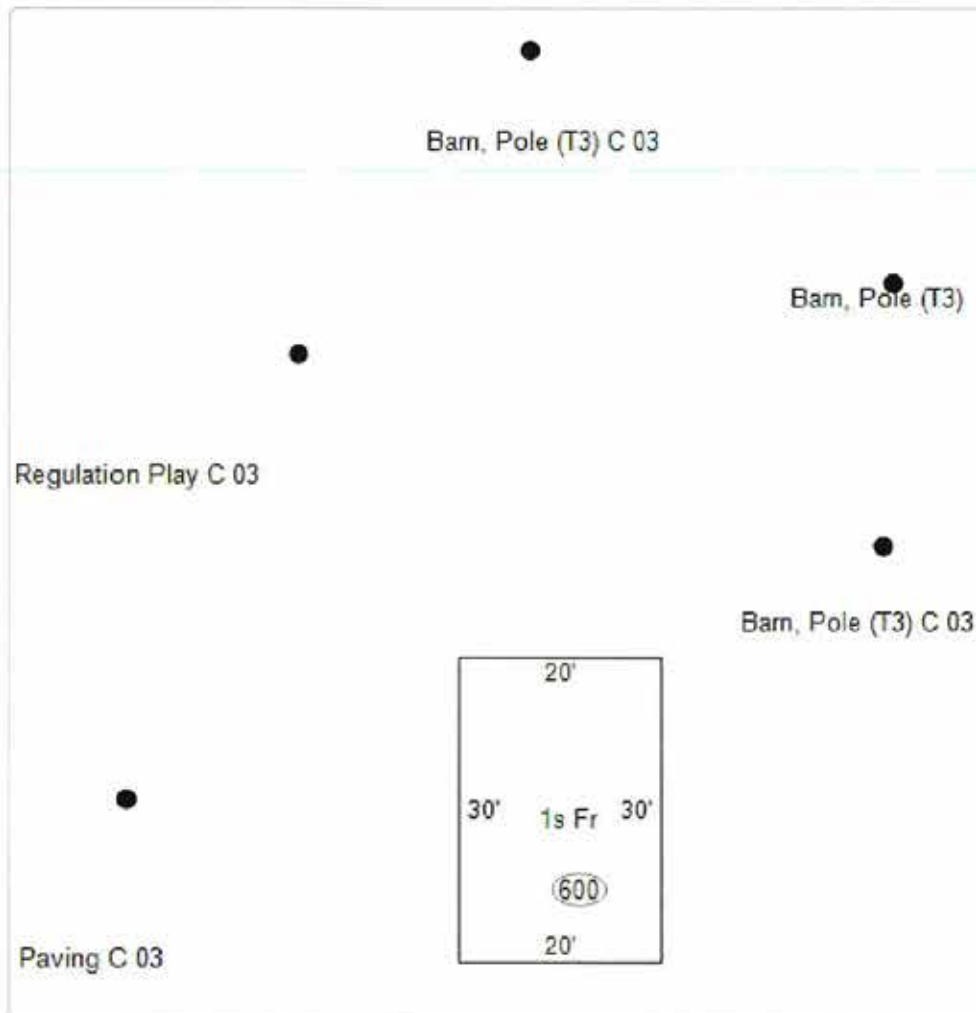 Barn, Pole (T3) C 03
Barn, Pole (T3)
Regulation Play C 03
Barn, Pole (T3) C 03
20'
30' 1s Fr 30'
600
20'
Paving C 03